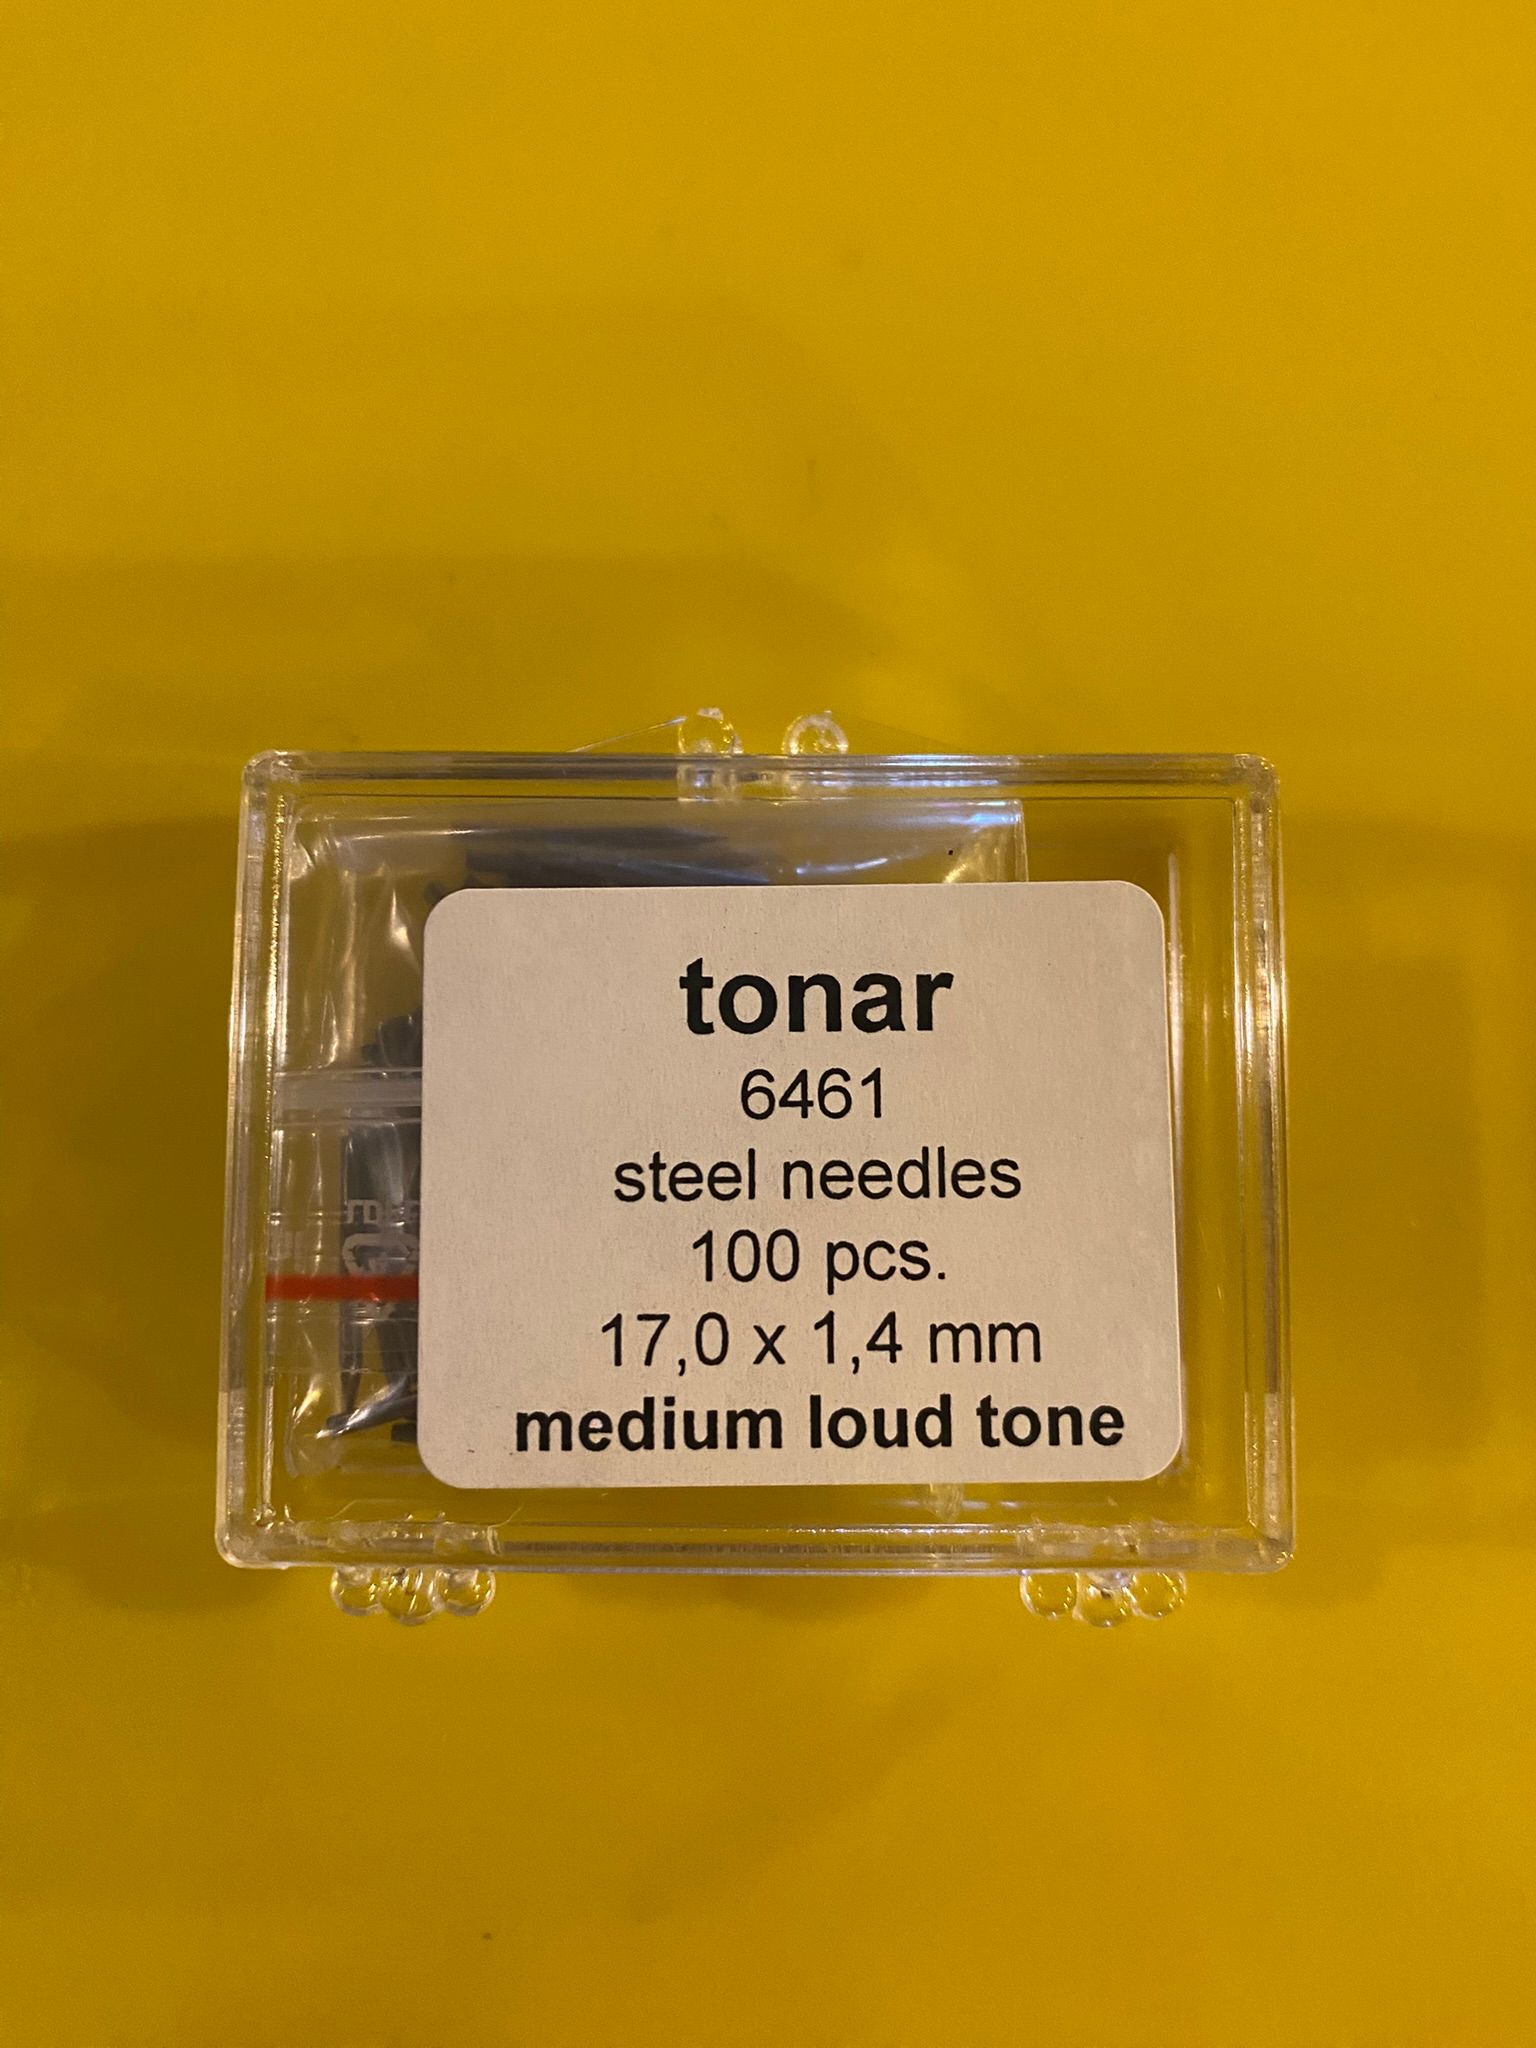 tonar
6461
steel needles
100 pcs.
17,0 x 1,4 mm
medium loud tone